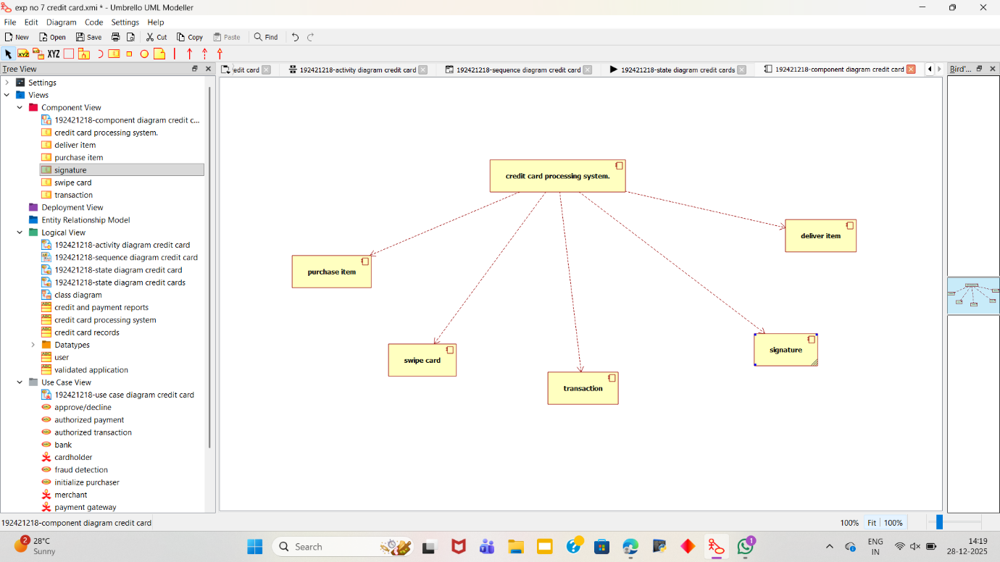 exp no 7 credit card.xmi * - Umbrello UML Modeller
File Edit Diagram Code Settings Help
New Open Save Cut Copy Paste Find
XYZ XYZ
Tree View
edit card 192421218-activity diagram credit card 192421218-sequence diagram credit card 192421218-state diagram credit cards 192421218-component diagram credit card
Bird'...
Settings
Views
Component View
192421218-component diagram credit c...
credit card processing system.
deliver item
purchase item
signature
swipe card
transaction
Deployment View
Entity Relationship Model
Logical View
192421218-activity diagram credit card
192421218-sequence diagram credit card
192421218-state diagram credit card
192421218-state diagram credit cards
class diagram
credit and payment reports
credit card processing system
credit card records
Datatypes
user
validated application
Use Case View
192421218-use case diagram credit card
approve/decline
authorized payment
authorized transaction
bank
cardholder
fraud detection
initialize purchaser
merchant
payment gateway
credit card processing system.
deliver item
purchase item
signature
swipe card
transaction
192421218-component diagram credit card
100% Fit 100%
2
28°C
Sunny
Search
1
ENG
IN
14:19
28-12-2025